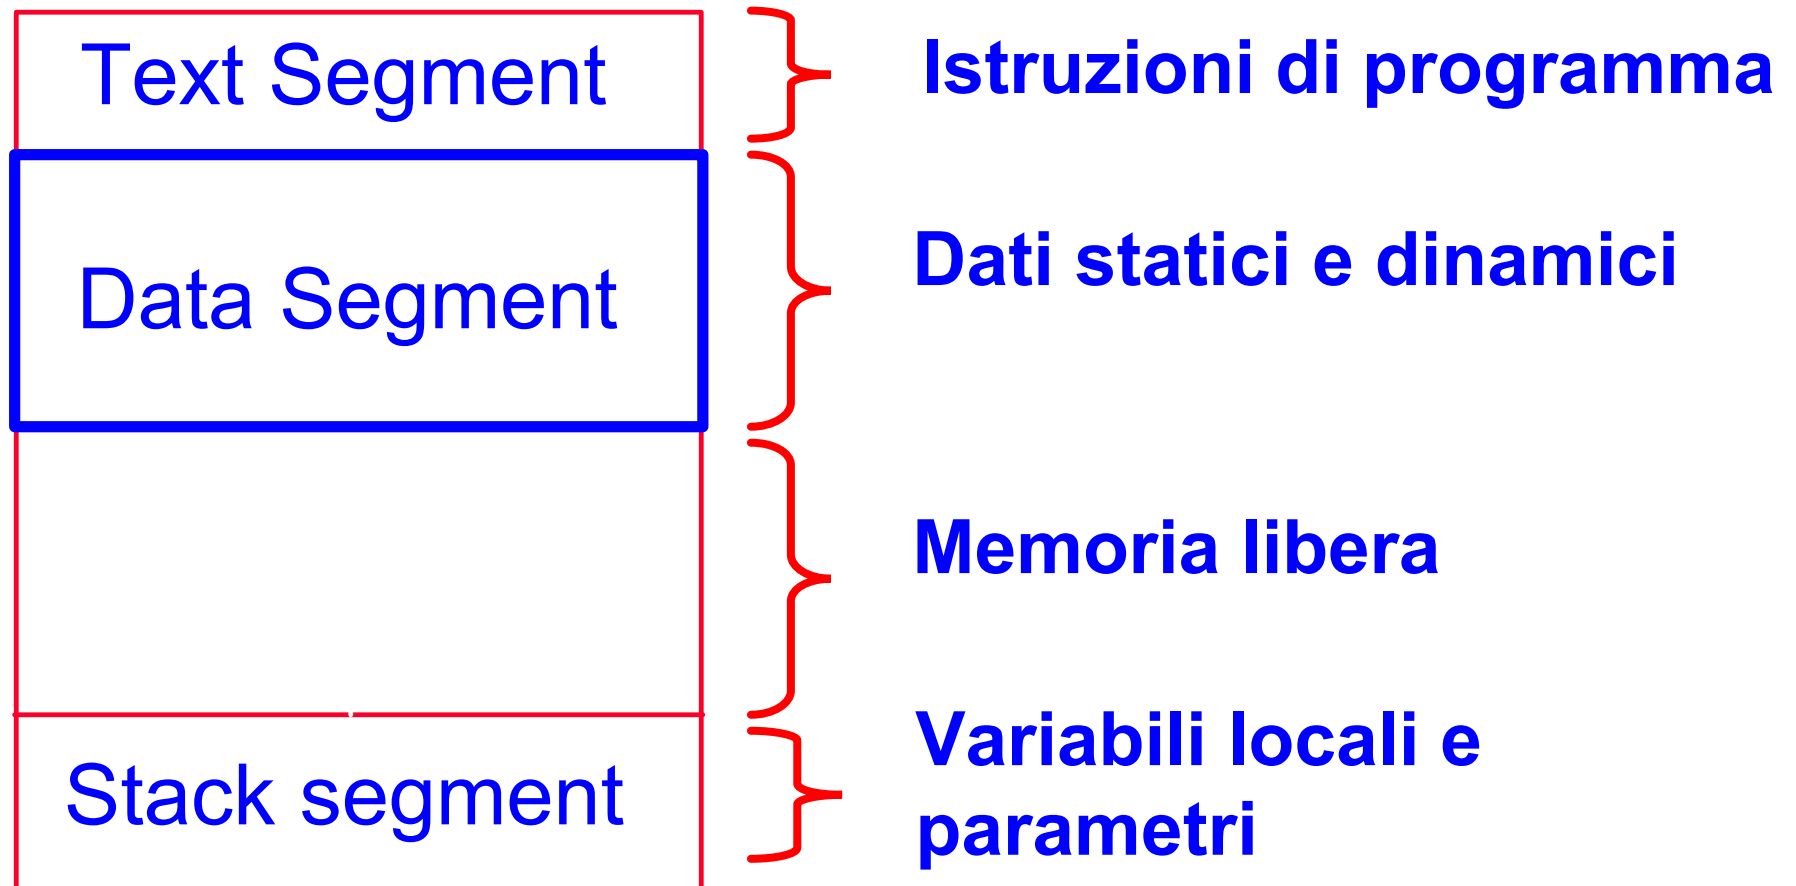 Text Segment
Istruzioni di programma
Data Segment
Dati statici e dinamici
Memoria libera
Stack segment
Variabili locali e
parametri